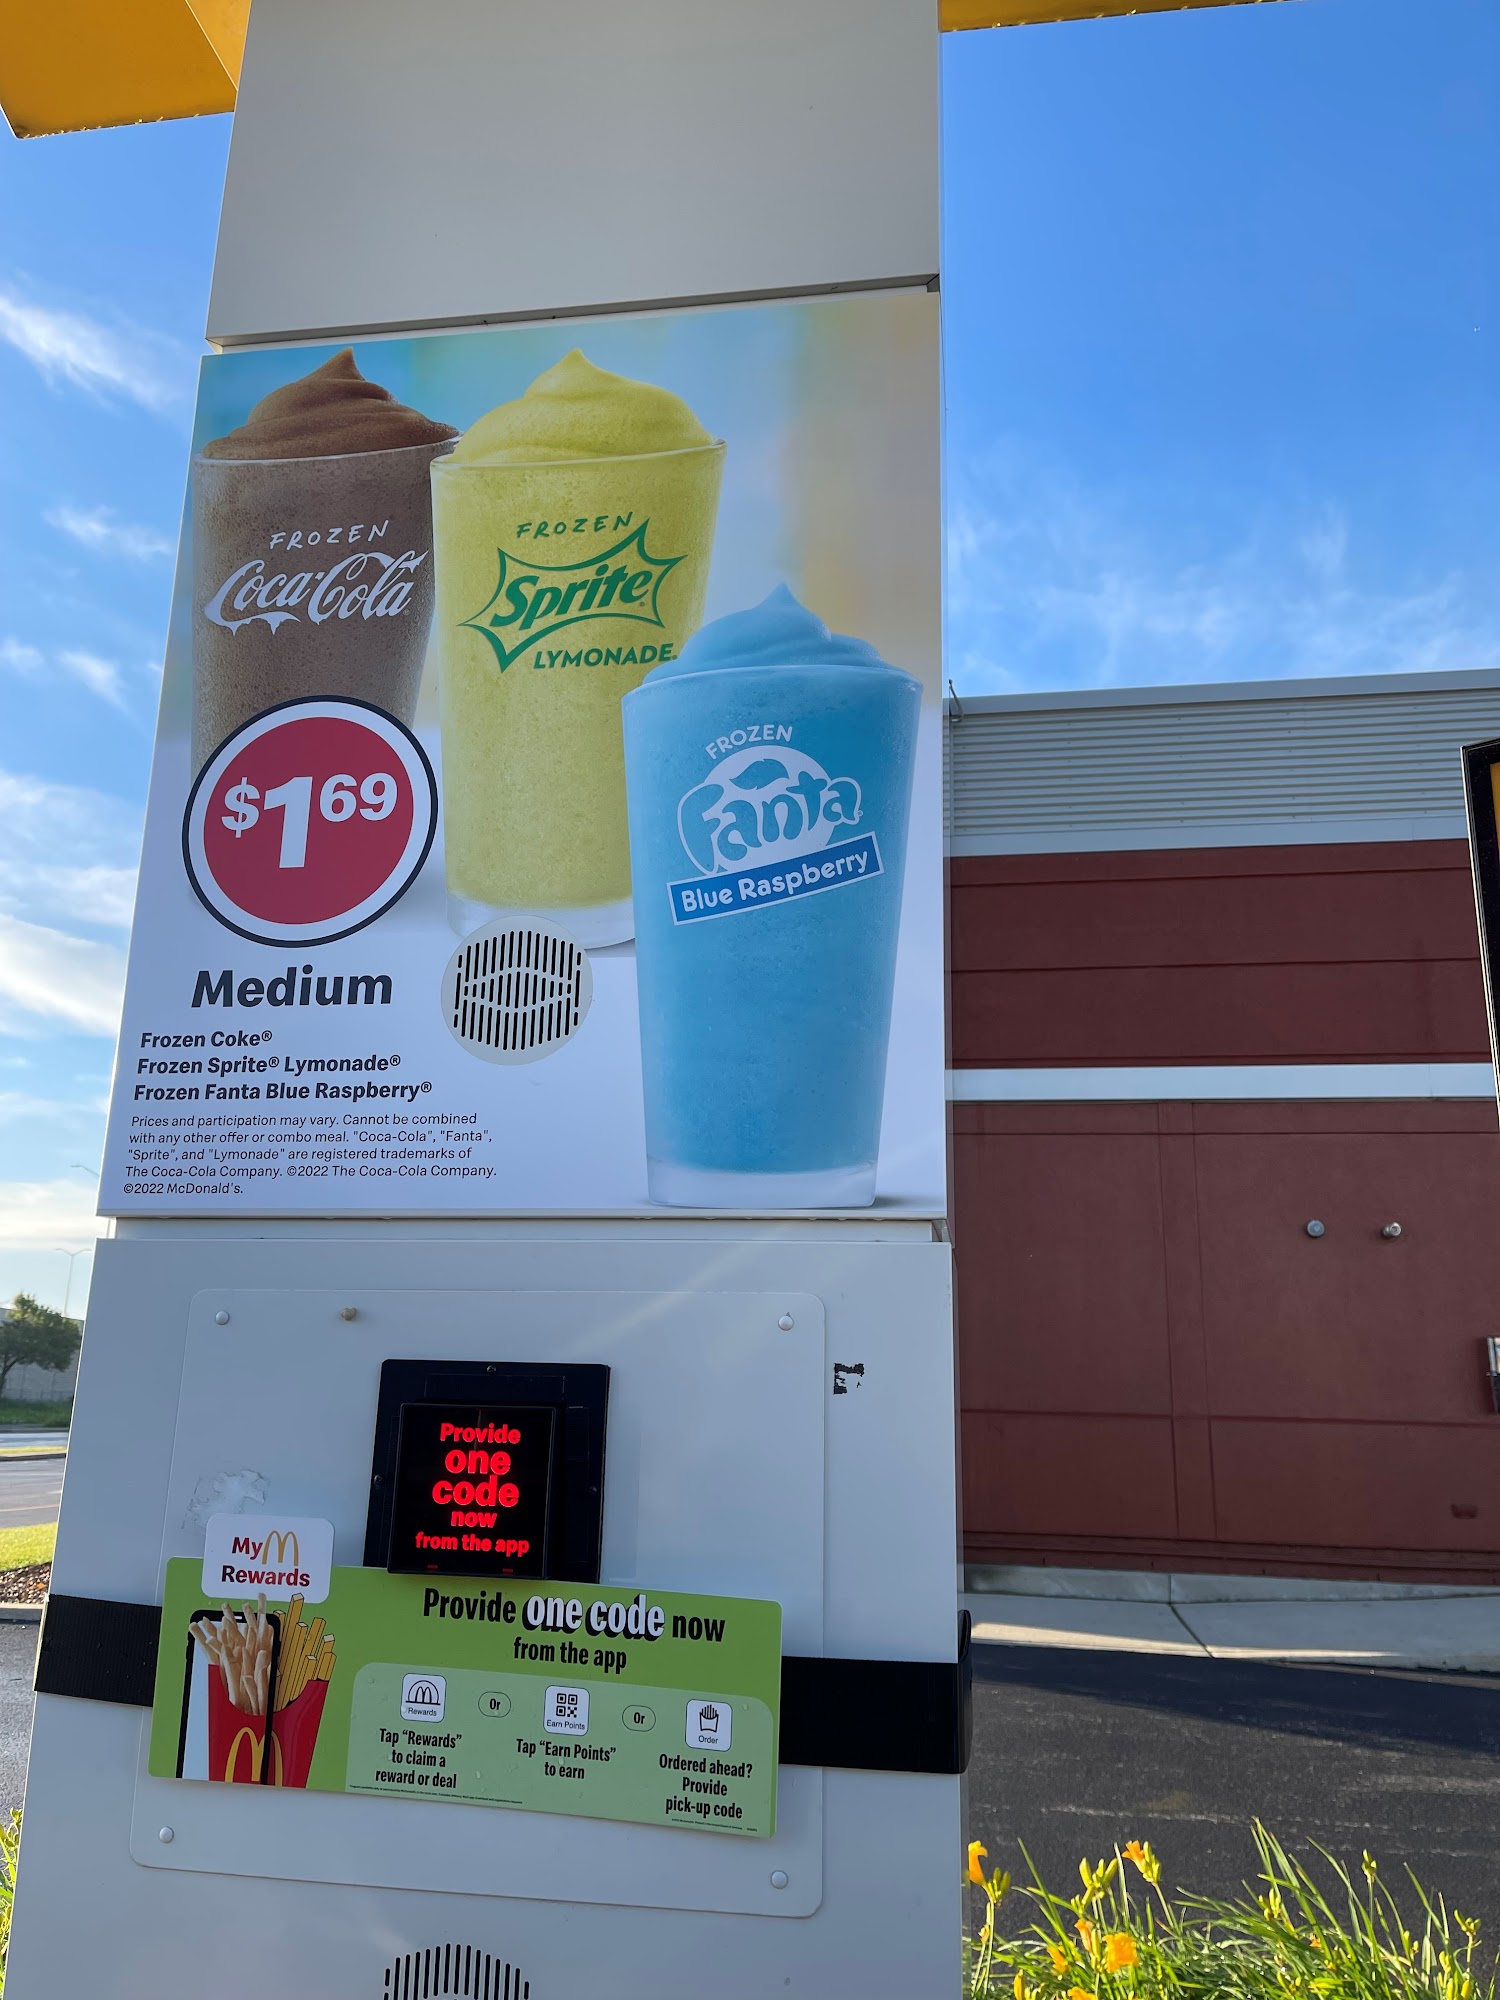 FROZEN
Coca-Cola
FROZEN
Sprite
LYMONADE
FROZEN
Fanta
Blue Raspberry
$1 69
Medium
Frozen Coke®
Frozen Sprite® Lymonade®
Frozen Fanta Blue Raspberry®
Prices and participation may vary. Cannot be combined
with any other offer or combo meal. "Coca-Cola", "Fanta",
"Sprite", and "Lymonade" are registered trademarks of
The Coca-Cola Company. ©2022 The Coca-Cola Company.
©2022 McDonald's.
Provide
one
code
now
from the app
My
Rewards
Provide one code now
from the app
Rewards
Or
Earn Points
Or
Order
Tap "Rewards"
to claim a
reward or deal
Tap "Earn Points"
to earn
Ordered ahead?
Provide
pick-up code